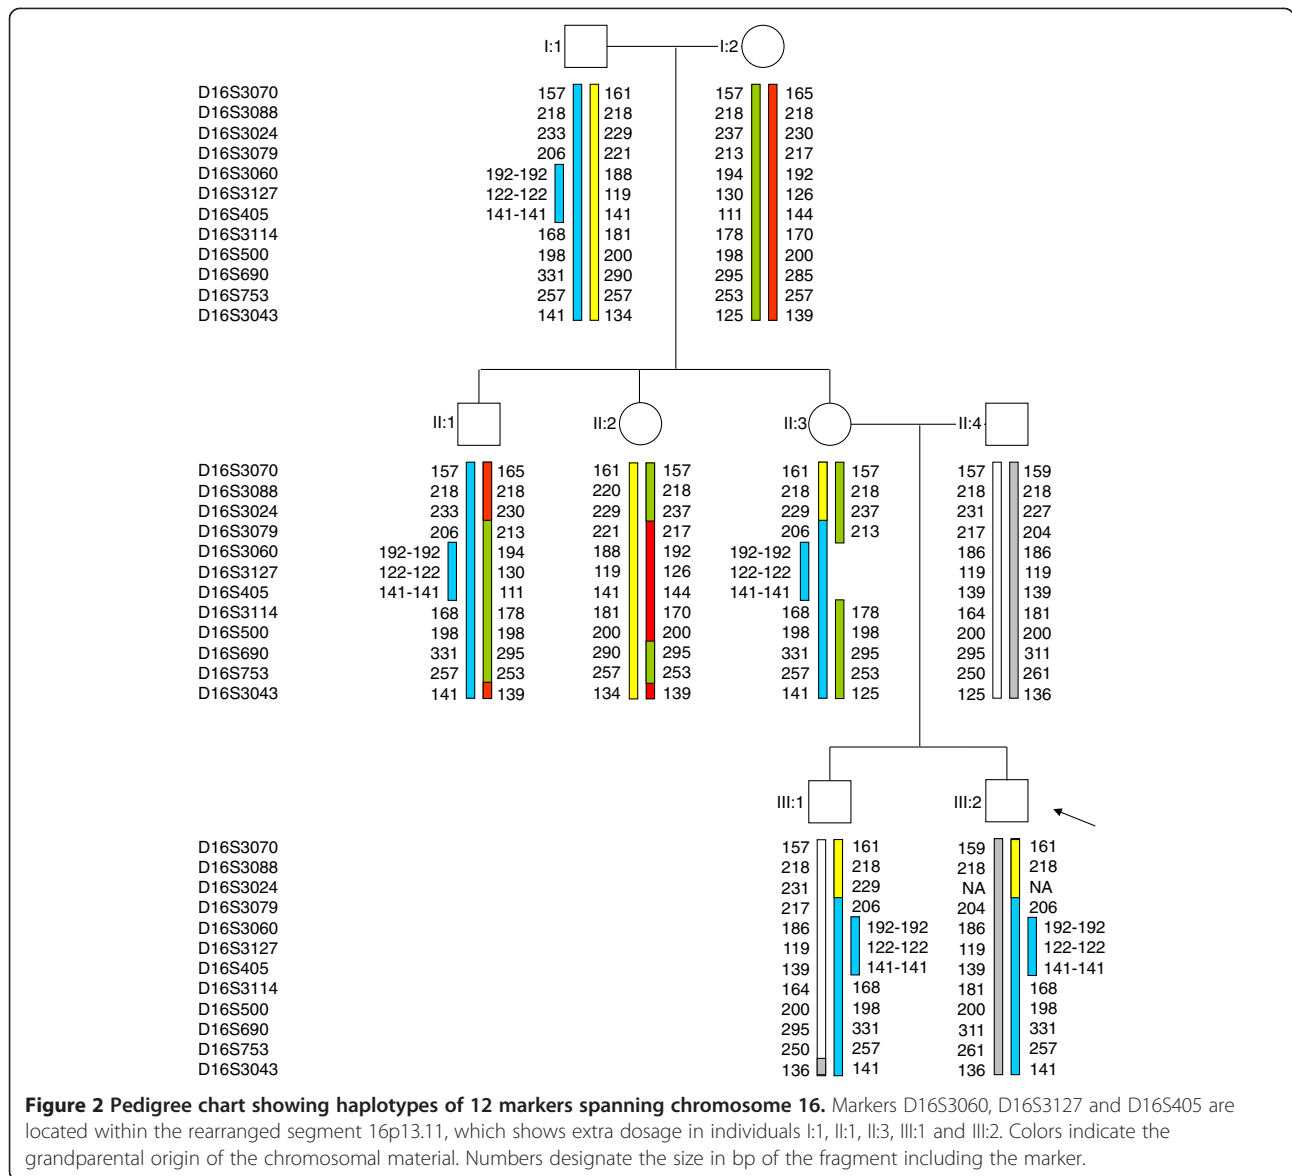 I:1 I:2
D16S3070 157 161 157 165
D16S3088 218 218 218 218
D16S3024 233 229 237 230
D16S3079 206 221 213 217
D16S3060 192-192 188 194 192
D16S3127 122-122 119 130 126
D16S405 141-141 141 111 144
D16S3114 168 181 178 170
D16S500 198 200 198 200
D16S690 331 290 295 285
D16S753 257 257 253 257
D16S3043 141 134 125 139
II:1 II:2 II:3 II:4
D16S3070 157 165 161 157 161 157 157 159
D16S3088 218 218 220 218 218 218 218 218
D16S3024 233 230 229 237 229 237 231 227
D16S3079 206 213 221 217 206 213 217 204
D16S3060 192-192 194 188 192 192-192 186 186
D16S3127 122-122 130 119 126 122-122 119 119
D16S405 141-141 111 141 144 141-141 139 139
D16S3114 168 178 181 170 168 178 164 181
D16S500 198 198 200 200 198 198 200 200
D16S690 331 295 290 295 331 295 295 311
D16S753 257 253 257 253 257 253 250 261
D16S3043 141 139 134 139 141 125 125 136
III:1 III:2
D16S3070 157 161 159 161
D16S3088 218 218 218 218
D16S3024 231 229 NA NA
D16S3079 217 206 204 206
D16S3060 186 192-192 186 192-192
D16S3127 119 122-122 119 122-122
D16S405 139 141-141 139 141-141
D16S3114 164 168 181 168
D16S500 200 198 200 198
D16S690 295 331 311 331
D16S753 250 257 261 257
D16S3043 136 141 136 141
Figure 2 Pedigree chart showing haplotypes of 12 markers spanning chromosome 16. Markers D16S3060, D16S3127 and D16S405 are
located within the rearranged segment 16p13.11, which shows extra dosage in individuals I:1, II:1, II:3, III:1 and III:2. Colors indicate the
grandparental origin of the chromosomal material. Numbers designate the size in bp of the fragment including the marker.